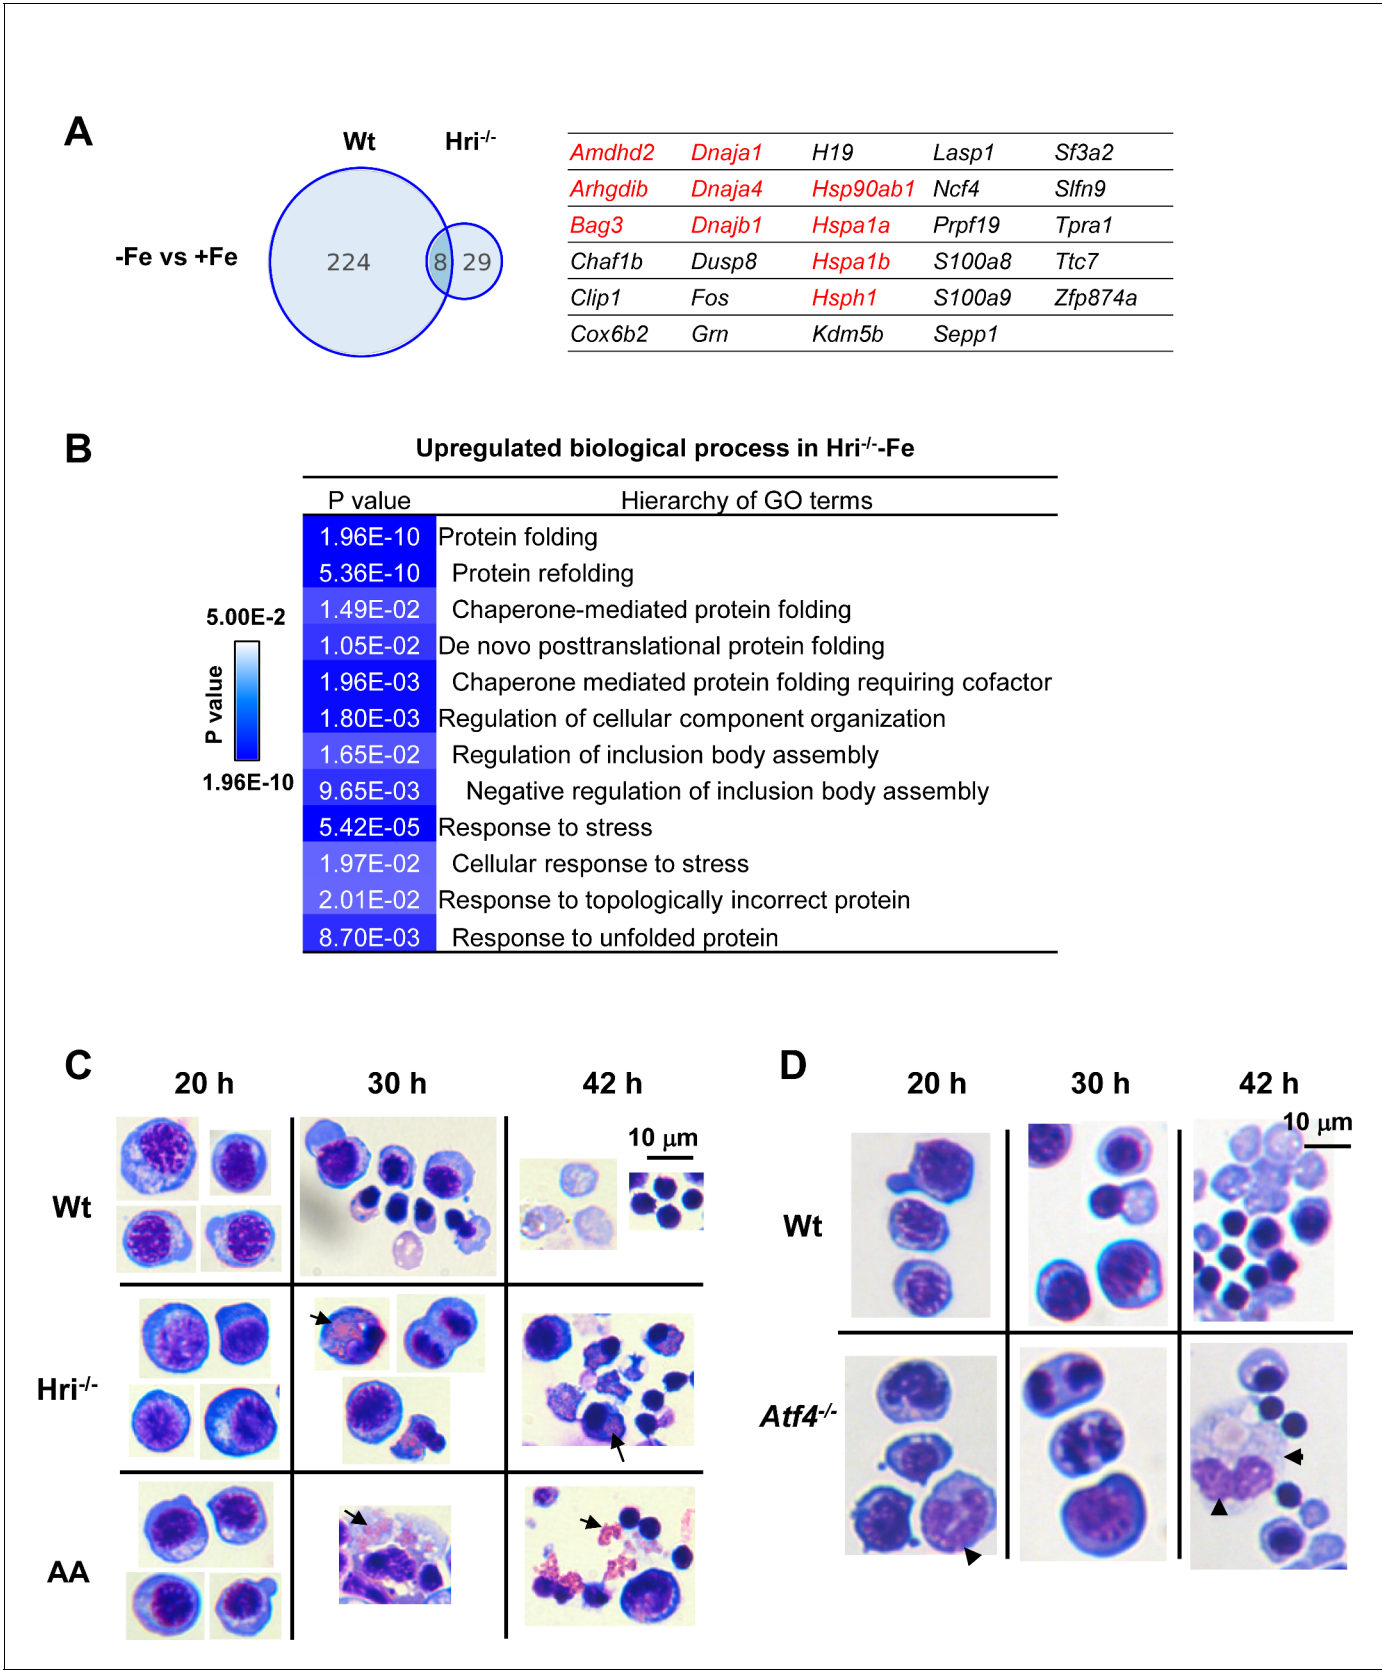 A
Wt
Hri-/-
-Fe vs +Fe
224
8
29
Amdhd2 Dnaja1 H19 Lasp1 Sf3a2
Arhgdib Dnaja4 Hsp90ab1 Ncf4 Slfn9
Bag3 Dnajb1 Hspa1a Prpf19 Tpra1
Chaf1b Dusp8 Hspa1b S100a8 Ttc7
Clip1 Fos Hsph1 S100a9 Zfp874a
Cox6b2 Grn Kdm5b Sepp1
B
Upregulated biological process in Hri-/--Fe
P value Hierarchy of GO terms
1.96E-10 Protein folding
5.36E-10 Protein refolding
1.49E-02 Chaperone-mediated protein folding
1.05E-02 De novo posttranslational protein folding
1.96E-03 Chaperone mediated protein folding requiring cofactor
1.80E-03 Regulation of cellular component organization
1.65E-02 Regulation of inclusion body assembly
9.65E-03 Negative regulation of inclusion body assembly
5.42E-05 Response to stress
1.97E-02 Cellular response to stress
2.01E-02 Response to topologically incorrect protein
8.70E-03 Response to unfolded protein
5.00E-2
P value
1.96E-10
C
20 h 30 h 42 h
10 μm
Wt
Hri-/-
AA
D
20 h 30 h 42 h
10 μm
Wt
Atf4-/-